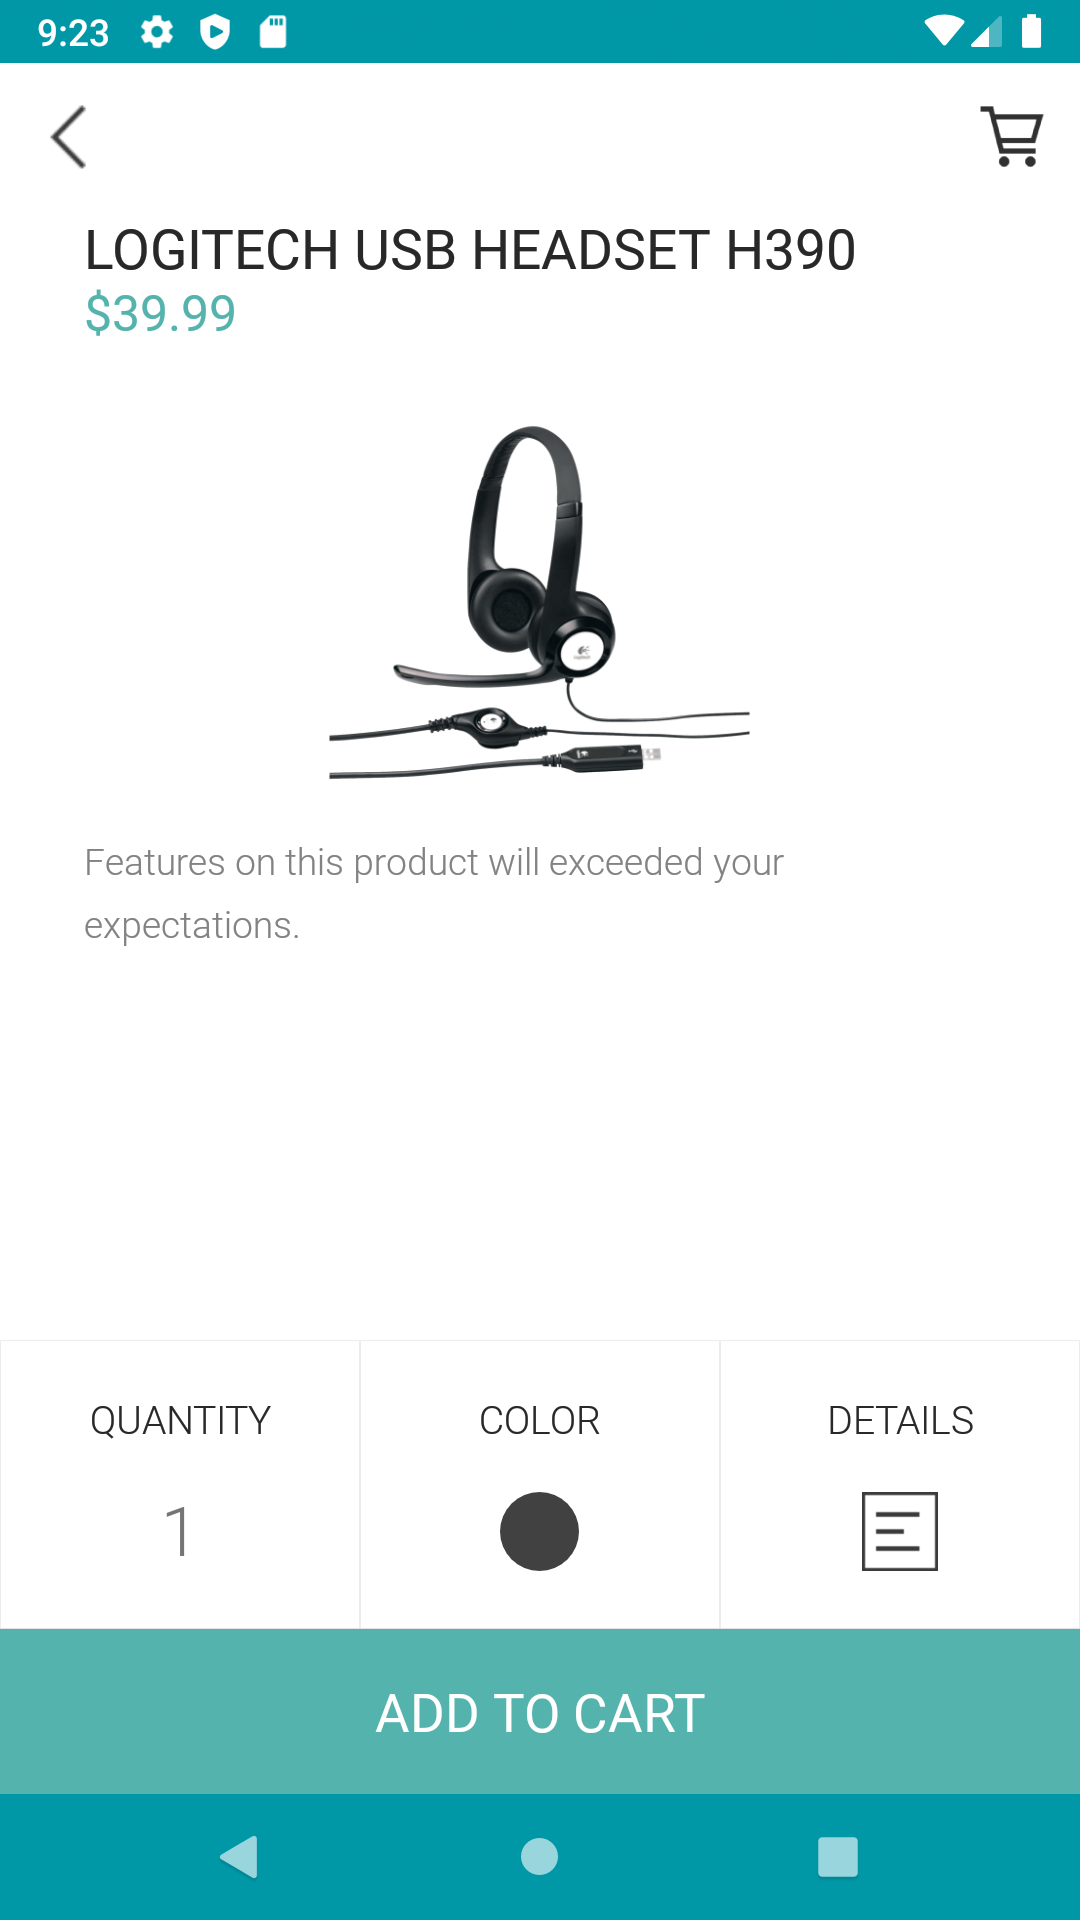 9:23
LOGITECH USB HEADSET H390
$39.99
Features on this product will exceeded your
expectations.
QUANTITY
COLOR
DETAILS
1
ADD TO CART